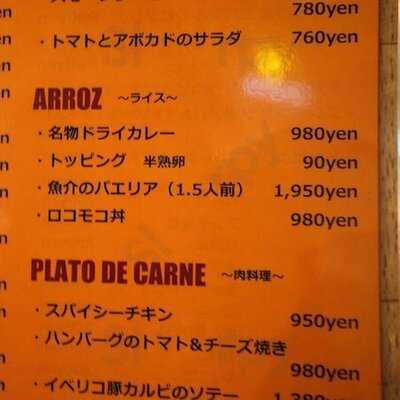 780yen
・トマトとアボカドのサラダ 760yen
ARROZ ～ライス～
・名物ドライカレー 980yen
・トッピング 半熟卵 90yen
・魚介のパエリア（1.5人前） 1,950yen
・ロコモコ丼 980yen
PLATO DE CARNE ～肉料理～
・スパイシーチキン 950yen
・ハンバーグのトマト&チーズ焼き
980yen
・イベリコ豚カルビのソテー 1,380yen